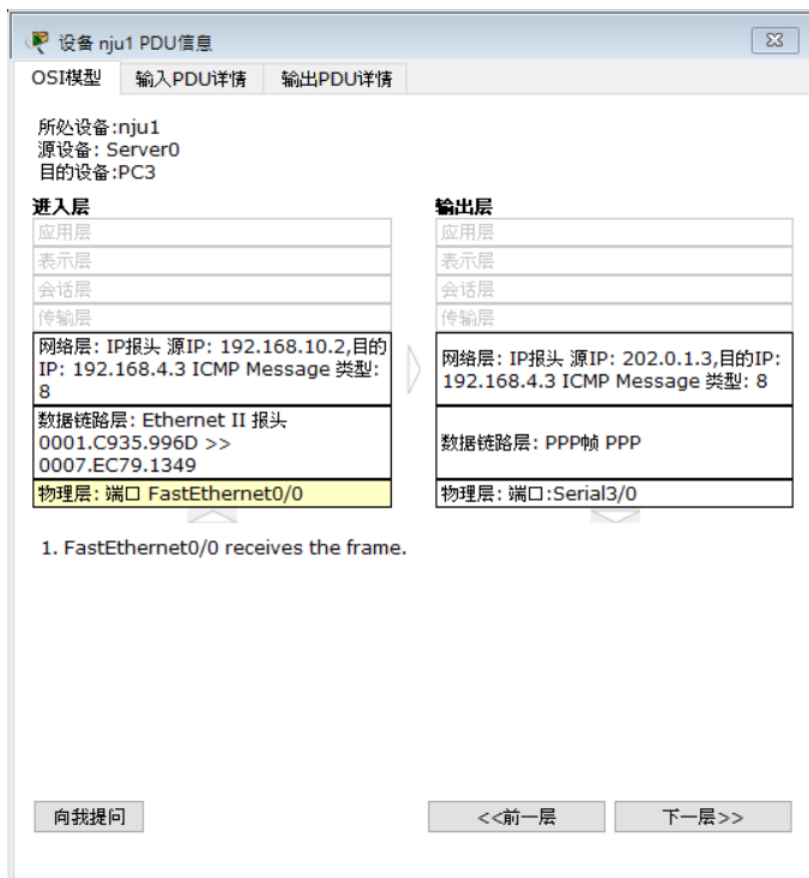 设备 nju1 PDU信息
OSI模型 输入PDU详情 输出PDU详情
所处设备:nju1
源设备: Server0
目的设备:PC3
进入层
应用层
表示层
会话层
传输层
网络层: IP报头 源IP: 192.168.10.2,目的
IP: 192.168.4.3 ICMP Message 类型:
8
数据链路层: Ethernet II 报头
0001.C935.996D >>
0007.EC79.1349
物理层: 端口 FastEthernet0/0
输出层
应用层
表示层
会话层
传输层
网络层: IP报头 源IP: 202.0.1.3,目的IP:
192.168.4.3 ICMP Message 类型: 8
数据链路层: PPP帧 PPP
物理层: 端口:Serial3/0
1. FastEthernet0/0 receives the frame.
向我提问 <<前一层 下一层>>